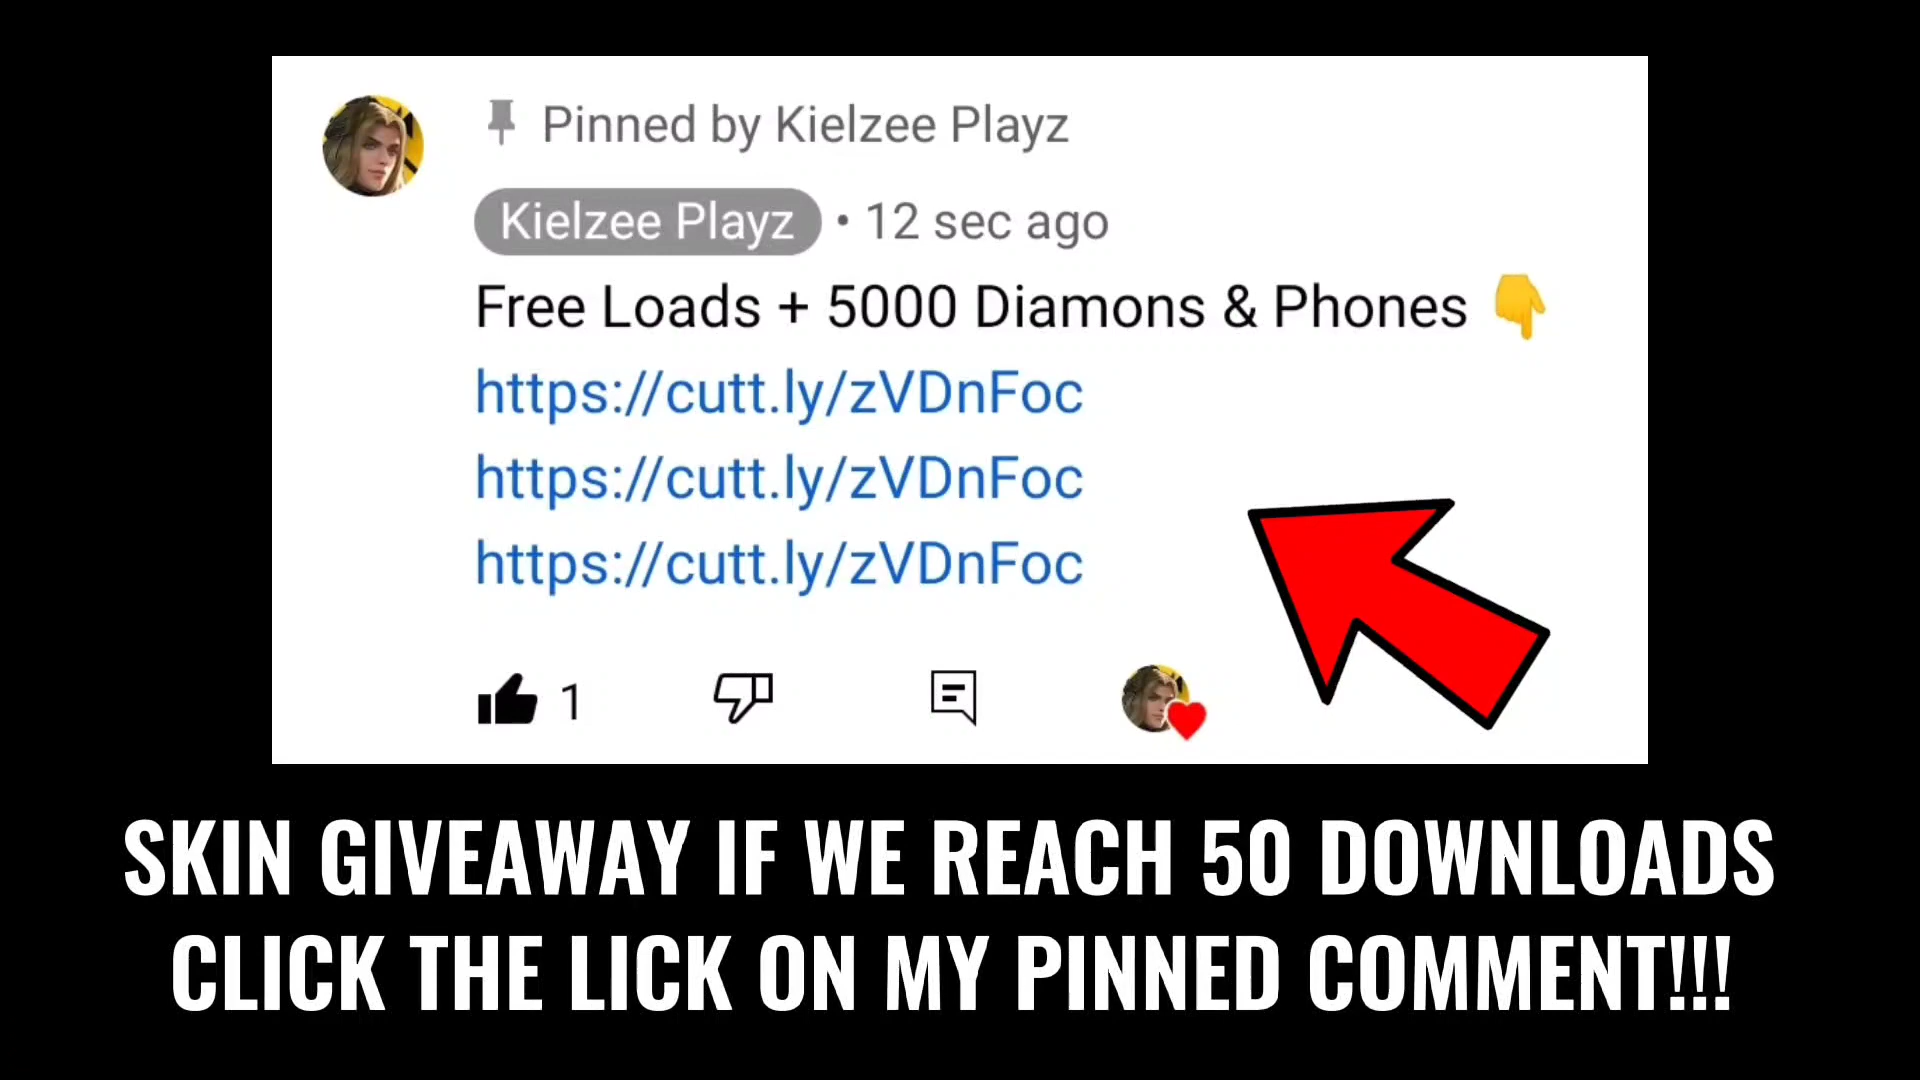 Pinned by Kielzee Playz
Kielzee Playz • 12 sec ago
Free Loads + 5000 Diamons & Phones 👇
https://cutt.ly/zVDnFoc
https://cutt.ly/zVDnFoc
https://cutt.ly/zVDnFoc
1
SKIN GIVEAWAY IF WE REACH 50 DOWNLOADS
CLICK THE LICK ON MY PINNED COMMENT!!!